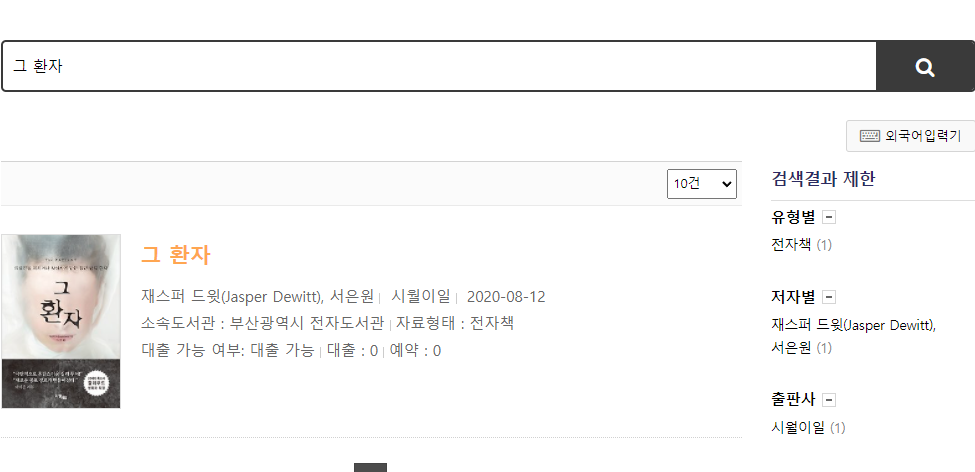 그 환자
외국어입력기
10건
검색결과 제한
그 환자
재스퍼 드윗(Jasper Dewitt), 서은원 | 시월이일 | 2020-08-12
소속도서관 : 부산광역시 전자도서관 | 자료형태 : 전자책
대출 가능 여부: 대출 가능 | 대출 : 0 | 예약 : 0
그
환자
유형별
전자책 (1)
저자별
재스퍼 드윗(Jasper Dewitt),
서은원 (1)
출판사
시월이일 (1)